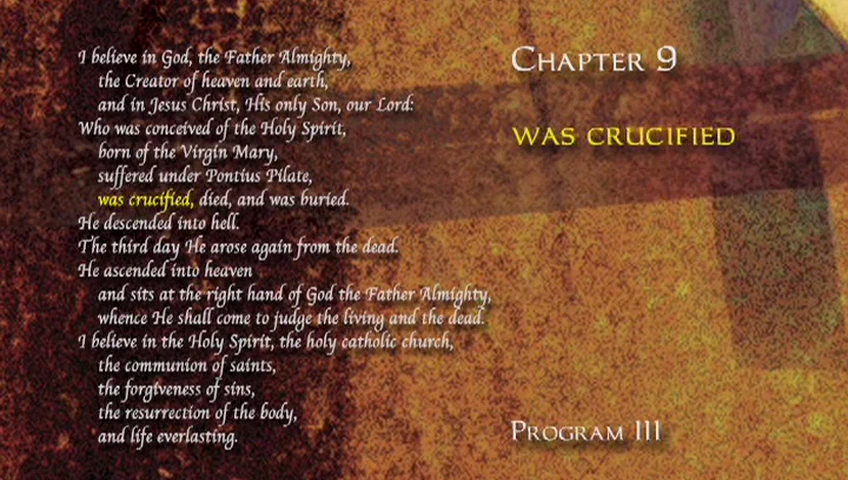 I believe in God, the Father Almighty,
the Creator of heaven and earth,
and in Jesus Christ, His only Son, our Lord:
Who was conceived of the Holy Spirit,
born of the Virgin Mary,
suffered under Pontius Pilate,
was crucified, died, and was buried.
He descended into hell.
The third day He arose again from the dead.
He ascended into heaven
and sits at the right hand of God the Father Almighty,
whence He shall come to judge the living and the dead.
I believe in the Holy Spirit, the holy catholic church,
the communion of saints,
the forgiveness of sins,
the resurrection of the body,
and life everlasting.
Chapter 9
was crucified
Program III